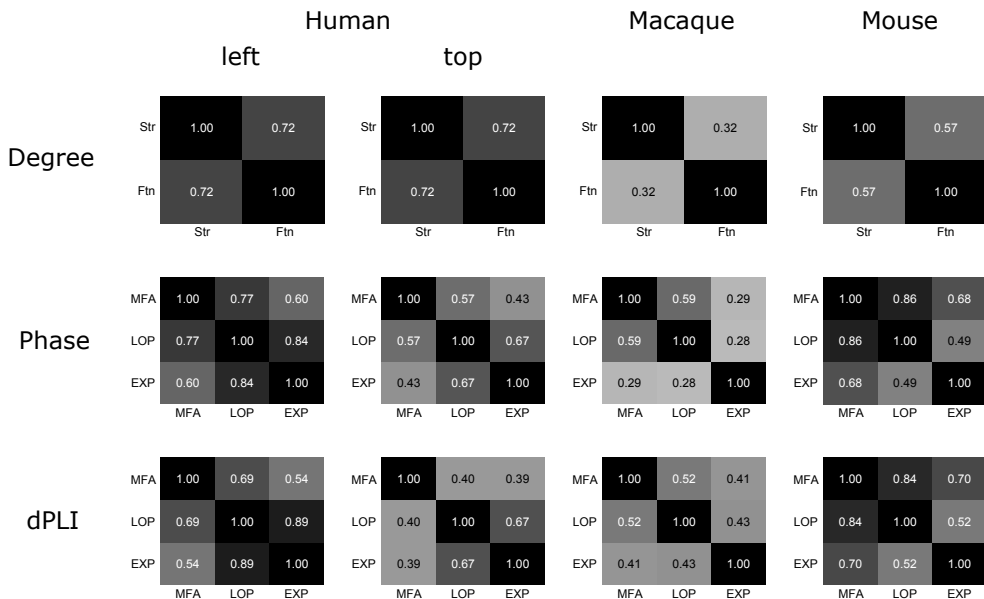 Human Macaque Mouse
left top
Degree
Str 1.00 0.72 Str 1.00 0.72 Str 1.00 0.32 Str 1.00 0.57
Ftn 0.72 1.00 Ftn 0.72 1.00 Ftn 0.32 1.00 Ftn 0.57 1.00
Str Ftn Str Ftn Str Ftn Str Ftn
Phase
MFA 1.00 0.77 0.60 MFA 1.00 0.57 0.43 MFA 1.00 0.59 0.29 MFA 1.00 0.86 0.68
LOP 0.77 1.00 0.84 LOP 0.57 1.00 0.67 LOP 0.59 1.00 0.28 LOP 0.86 1.00 0.49
EXP 0.60 0.84 1.00 EXP 0.43 0.67 1.00 EXP 0.29 0.28 1.00 EXP 0.68 0.49 1.00
MFA LOP EXP MFA LOP EXP MFA LOP EXP MFA LOP EXP
dPLI
MFA 1.00 0.69 0.54 MFA 1.00 0.40 0.39 MFA 1.00 0.52 0.41 MFA 1.00 0.84 0.70
LOP 0.69 1.00 0.89 LOP 0.40 1.00 0.67 LOP 0.52 1.00 0.43 LOP 0.84 1.00 0.52
EXP 0.54 0.89 1.00 EXP 0.39 0.67 1.00 EXP 0.41 0.43 1.00 EXP 0.70 0.52 1.00
MFA LOP EXP MFA LOP EXP MFA LOP EXP MFA LOP EXP